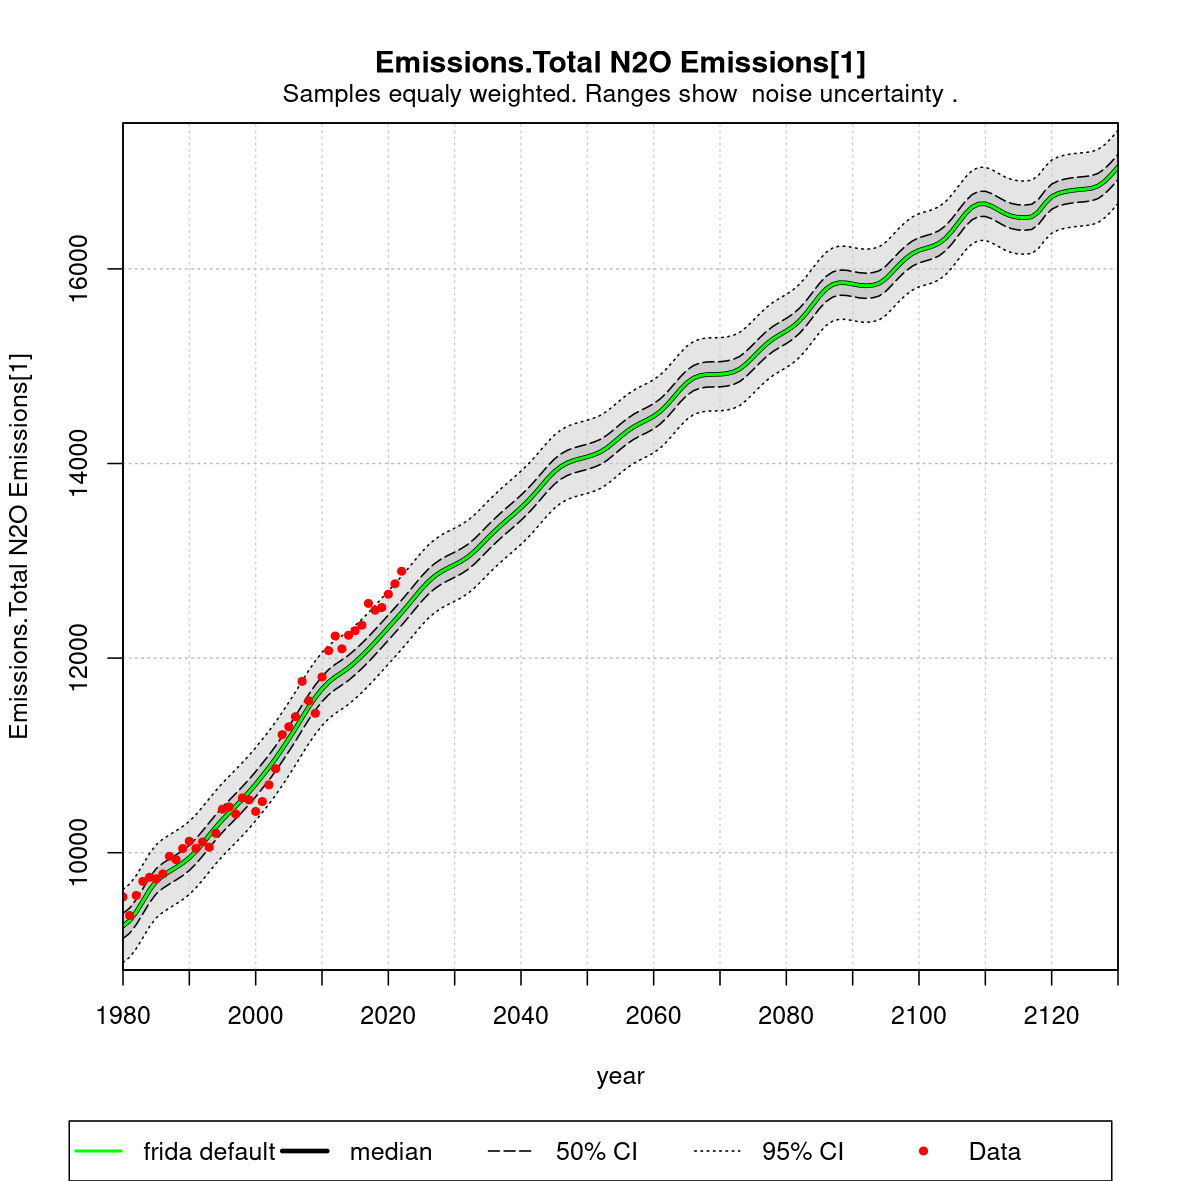 Emissions.Total N2O Emissions[1]
Samples equaly weighted. Ranges show  noise uncertainty .
Emissions.Total N2O Emissions[1]
16000
14000
12000
10000
1980 2000 2020 2040 2060 2080 2100 2120
year
frida default median 50% CI 95% CI Data